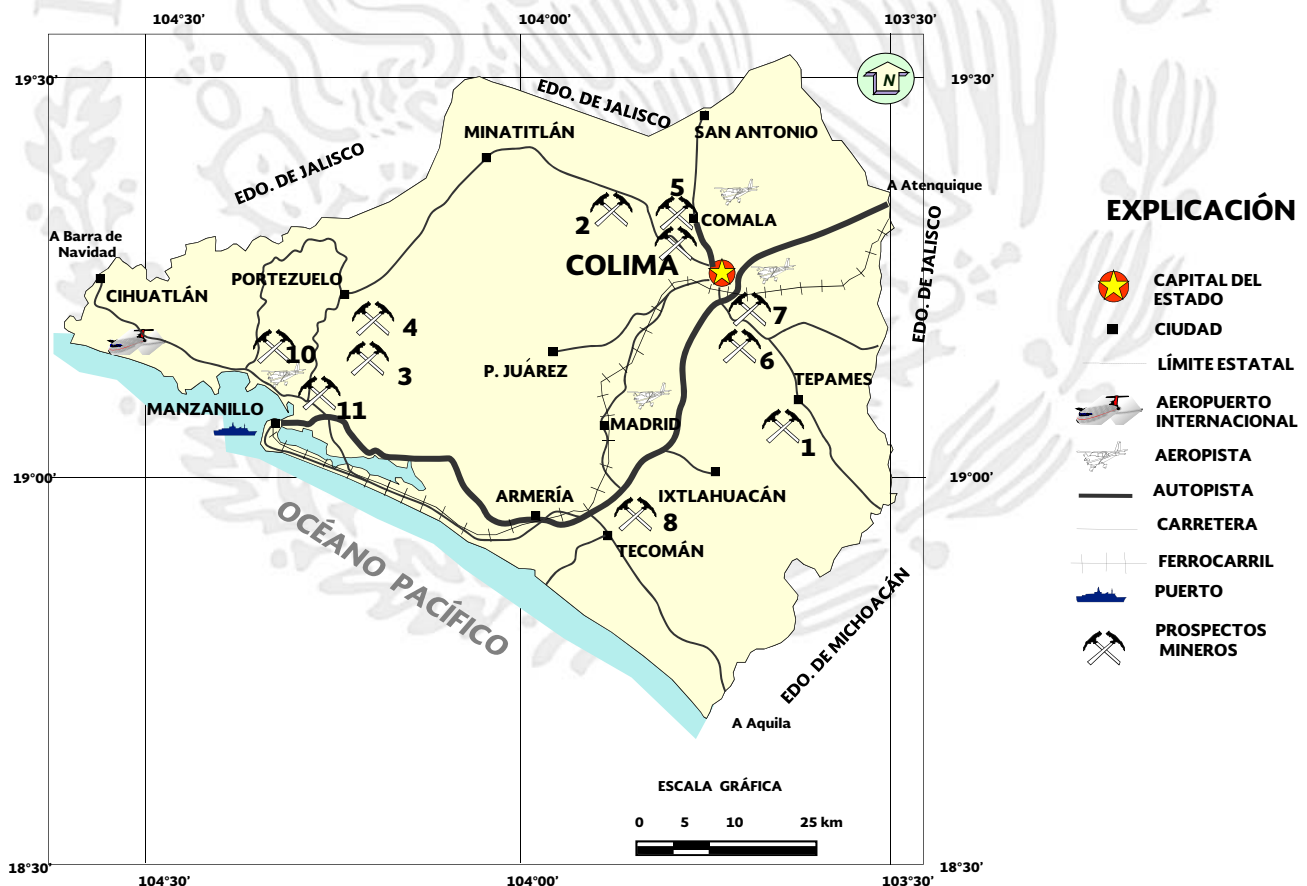 104°30’
104°00’
103°30’
19°30’
19°30’
N
EDO. DE JALISCO
MINATITLÁN
SAN ANTONIO
EDO. DE JALISCO
A Atenquique
5
2
COMALA
EDO. DE JALISCO
A Barra de
Navidad
COLIMA
CIHUATLÁN
PORTEZUELO
7
4
10
6
3
P. JUÁREZ
TEPAMES
MANZANILLO
11
MADRID
1
19°00’
19°00’
ARMERÍA
IXTLAHUACÁN
8
TECOMÁN
OCÉANO PACÍFICO
EDO. DE MICHOACÁN
A Aquila
ESCALA GRÁFICA
0 5 10 25 km
18°30’
18°30’
104°30’
104°00’
103°30’
EXPLICACIÓN
CAPITAL DEL
ESTADO
CIUDAD
LÍMITE ESTATAL
AEROPUERTO
INTERNACIONAL
AEROPISTA
AUTOPISTA
CARRETERA
FERROCARRIL
PUERTO
PROSPECTOS
MINEROS